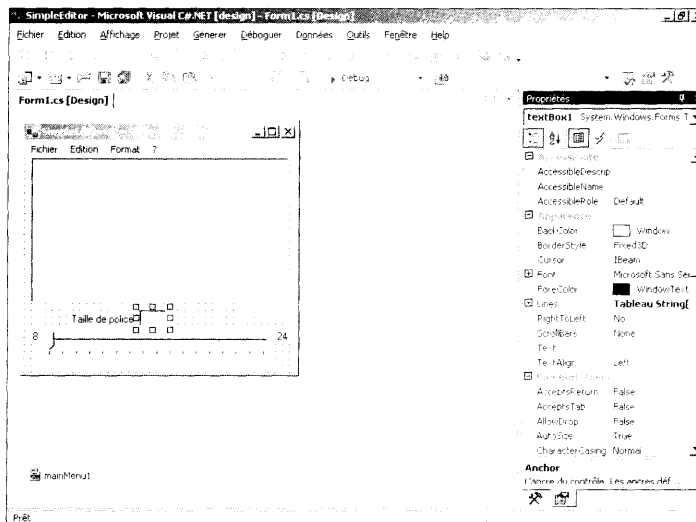 SimpleEditor - Microsoft Visual C#.NET [design] - Form1.cs [Design]
Fichier Edition Affichage Projet Generer Déboguer Données Outils Fenêtre Help
Debug
Form1.cs [Design]
Fichier Edition Format ?
Taille de police
8 24
mainMenu1
Prêt
Propriétés
textBox1 System.Windows.Forms.T
AccessibleDescrip
AccessibleName
AccessibleRole Default
BackColor Window
BorderStyle Fixed3D
Cursor IBeam
Font Microsoft Sans Ser
ForeColor WindowText
Lines Tableau String[
RightToLeft No
ScrollBars None
Text
TextAlign Left
AcceptsReturn False
AcceptsTab False
AllowDrop False
AutoSize True
CharacterCasing Normal
Anchor
L'ancre du contrôle. Les ancres déf...